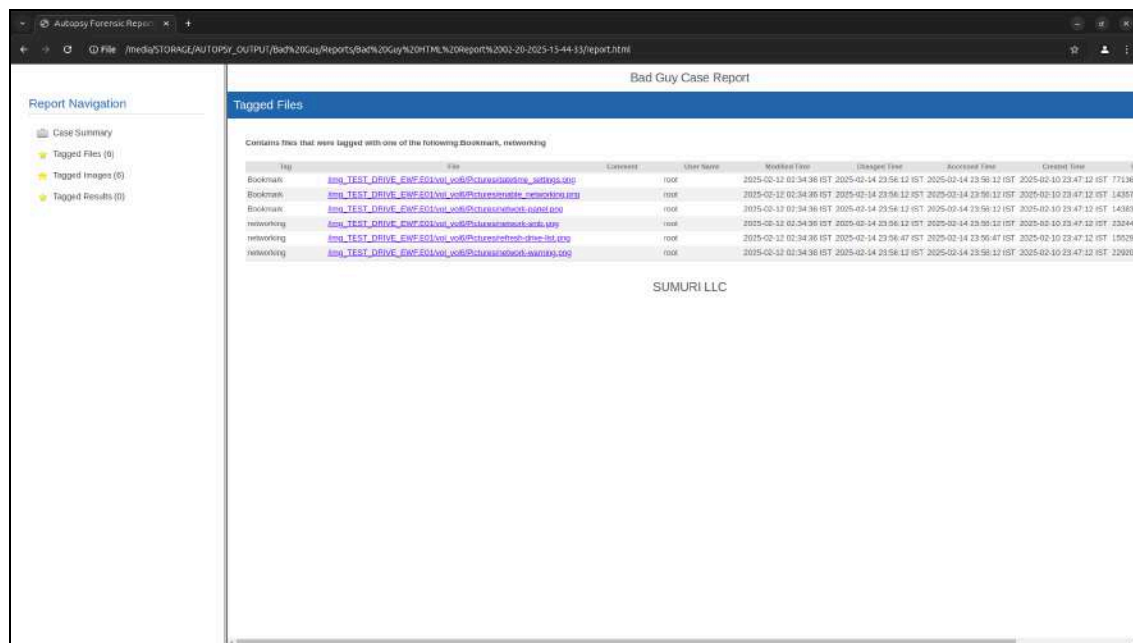 Autopsy Forensic Repor
File /media/STORAGE/AUTOPSY_OUTPUT/Bad%20Guy/Reports/Bad%20Guy%20HTML%20Report%2002-20-2025-15-44-33/report.html
Bad Guy Case Report
Report Navigation
Case Summary
Tagged Files (6)
Tagged Images (6)
Tagged Results (0)
Tagged Files
Contains files that were tagged with one of the following:Bookmark, networking
Tag File Comment User Name Modified Time Changed Time Accessed Time Created Time
Bookmark /img_TEST_DRIVE_EWF.E01/vol_vol6/Pictures/datetime_settings.png root 2025-02-12 02:34:36 IST 2025-02-14 23:56:12 IST 2025-02-14 23:56:12 IST 2025-02-10 23:47:12 IST 77136
Bookmark /img_TEST_DRIVE_EWF.E01/vol_vol6/Pictures/enable_networking.png root 2025-02-12 02:34:36 IST 2025-02-14 23:56:12 IST 2025-02-14 23:56:12 IST 2025-02-10 23:47:12 IST
Bookmark /img_TEST_DRIVE_EWF.E01/vol_vol6/Pictures/network-panel.png root 2025-02-12 02:34:36 IST 2025-02-14 23:56:12 IST 2025-02-14 23:56:12 IST 2025-02-10 23:47:12 IST
networking root 2025-02-12 02:34:36 IST 2025-02-14 23:56:12 IST 2025-02-14 23:56:12 IST 2025-02-10 23:47:12 IST
networking /img_TEST_DRIVE_EWF.E01/vol_vol6/Pictures/refresh-drive-list.png root 2025-02-12 02:34:36 IST 2025-02-14 23:56:47 IST 2025-02-14 23:56:47 IST 2025-02-10 23:47:12 IST
networking /img_TEST_DRIVE_EWF.E01/vol_vol6/Pictures/network-warning.png root 2025-02-12 02:34:36 IST 2025-02-14 23:56:12 IST 2025-02-14 23:56:12 IST 2025-02-10 23:47:12 IST
SUMURI LLC